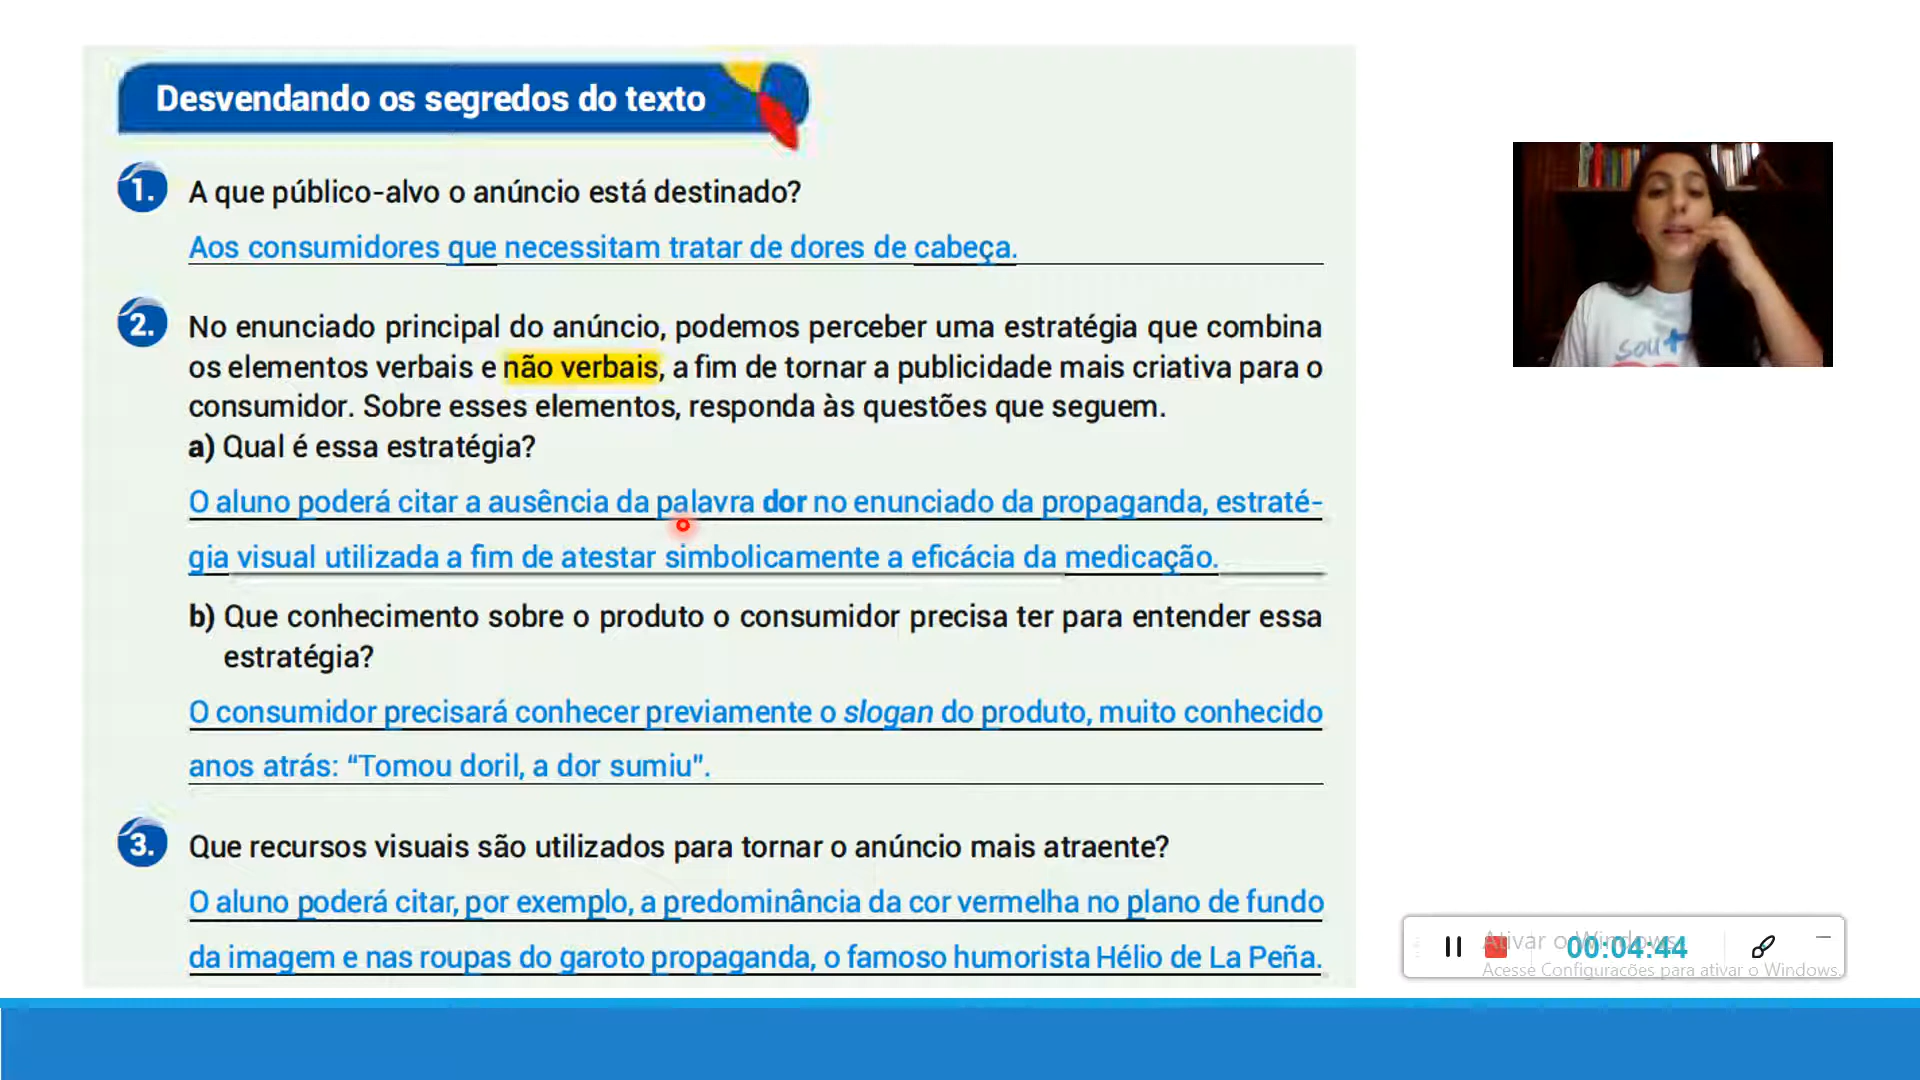 Desvendando os segredos do texto
1. A que público-alvo o anúncio está destinado?
Aos consumidores que necessitam tratar de dores de cabeça.
2. No enunciado principal do anúncio, podemos perceber uma estratégia que combina
os elementos verbais e não verbais, a fim de tornar a publicidade mais criativa para o
consumidor. Sobre esses elementos, responda às questões que seguem.
a) Qual é essa estratégia?
O aluno poderá citar a ausência da palavra dor no enunciado da propaganda, estraté-
gia visual utilizada a fim de atestar simbolicamente a eficácia da medicação.
b) Que conhecimento sobre o produto o consumidor precisa ter para entender essa
estratégia?
O consumidor precisará conhecer previamente o slogan do produto, muito conhecido
anos atrás: “Tomou doril, a dor sumiu”.
3. Que recursos visuais são utilizados para tornar o anúncio mais atraente?
O aluno poderá citar, por exemplo, a predominância da cor vermelha no plano de fundo
da imagem e nas roupas do garoto propaganda, o famoso humorista Hélio de La Peña.
sou+
Ativar o Windows
00:04:44
Acesse Configurações para ativar o Windows.